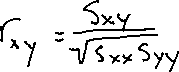 r_xy = S_xy / √(S_xx S_yy)